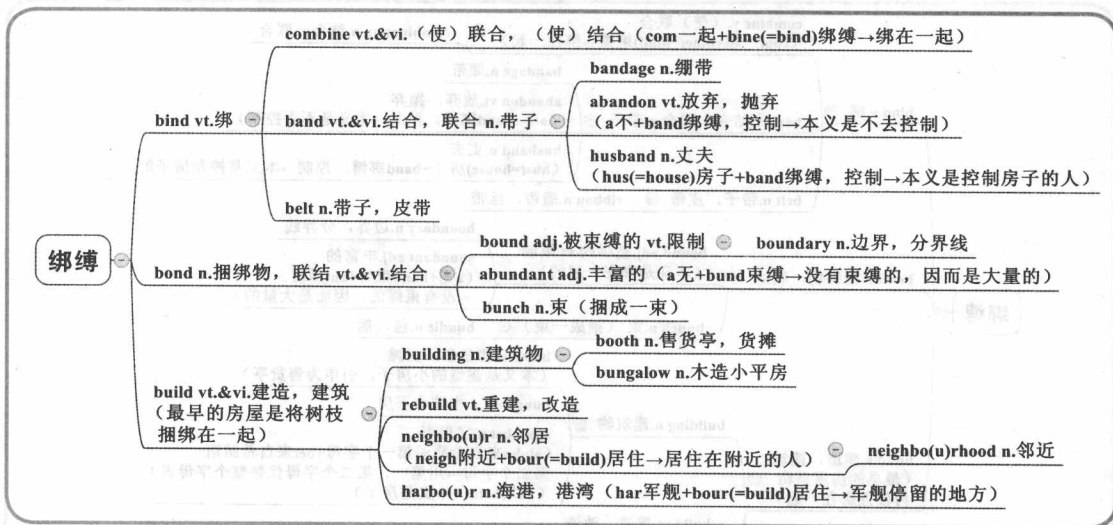 combine vt.&vi.（使）联合，（使）结合（com一起+bine(=bind)绑缚→绑在一起）
bandage n.绷带
abandon vt.放弃，抛弃
（a不+band绑缚，控制→本义是不去控制）
bind vt.绑
band vt.&vi.结合，联合 n.带子
husband n.丈夫
（hus(=house)房子+band绑缚，控制→本义是控制房子的人）
belt n.带子，皮带
绑缚
bond n.捆绑物，联结 vt.&vi.结合
bound adj.被束缚的 vt.限制
boundary n.边界，分界线
abundant adj.丰富的（a无+bund束缚→没有束缚的，因而是大量的）
bunch n.束（捆成一束）
build vt.&vi.建造，建筑
（最早的房屋是将树枝
捆绑在一起）
building n.建筑物
booth n.售货亭，货摊
bungalow n.木造小平房
rebuild vt.重建，改造
neighbo(u)r n.邻居
（neigh附近+bour(=build)居住→居住在附近的人）
neighbo(u)rhood n.邻近
harbo(u)r n.海港，港湾（har军舰+bour(=build)居住→军舰停留的地方）